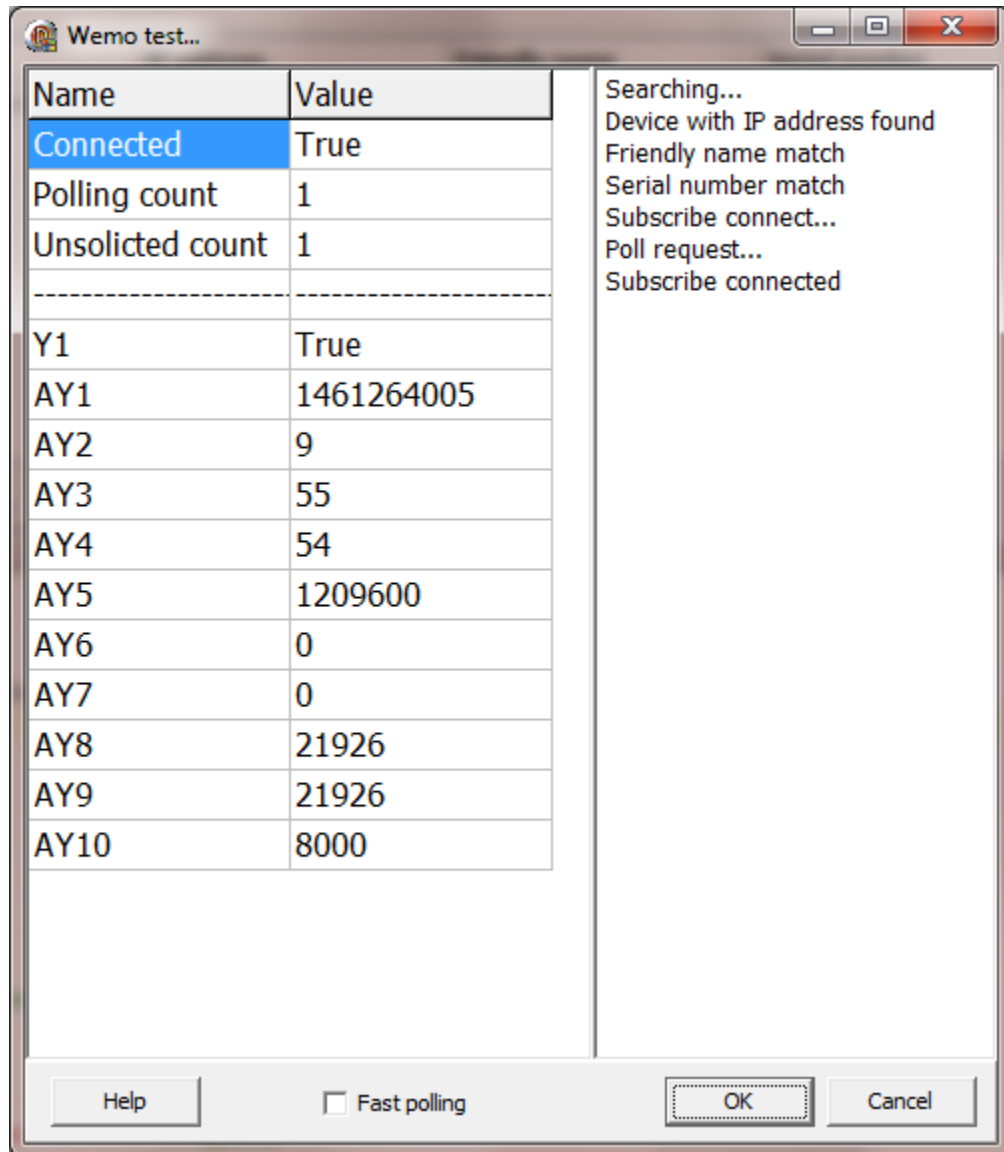 Wemo test...
Name Value
Connected True
Polling count 1
Unsolicted count 1
--------------------- ---------------------
Y1 True
AY1 1461264005
AY2 9
AY3 55
AY4 54
AY5 1209600
AY6 0
AY7 0
AY8 21926
AY9 21926
AY10 8000
Searching...
Device with IP address found
Friendly name match
Serial number match
Subscribe connect...
Poll request...
Subscribe connected
Help Fast polling OK Cancel